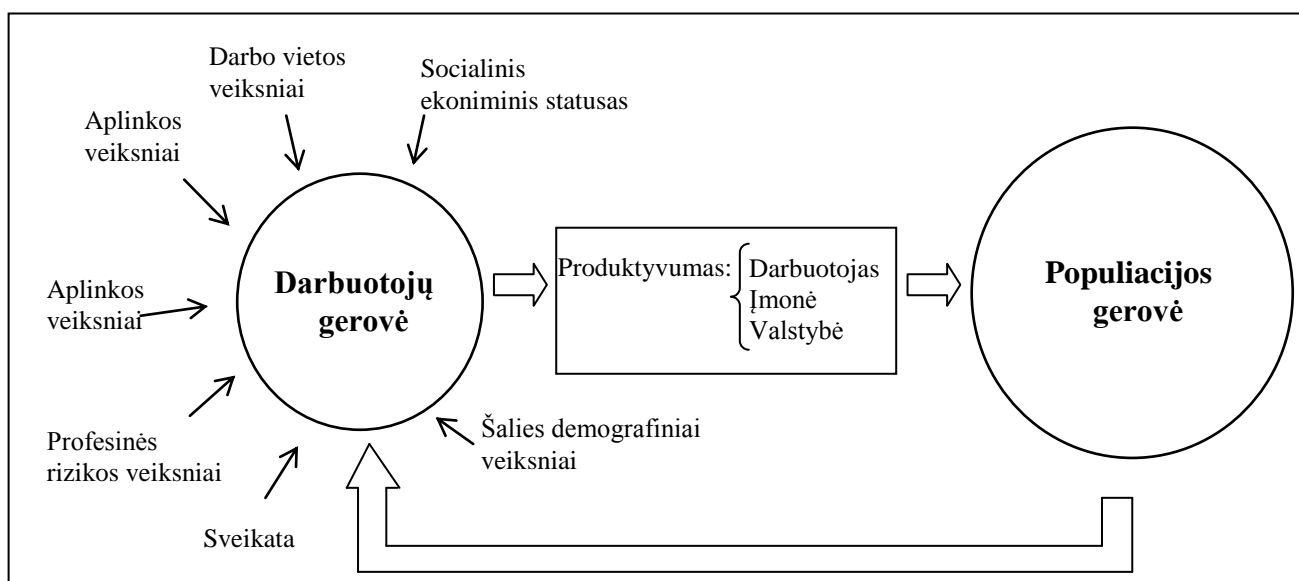 Darbo vietos
veiksniai
Socialinis
ekoniminis statusas
Aplinkos
veiksniai
Aplinkos
veiksniai
Darbuotojų
gerovė
Produktyvumas:
Darbuotojas
Įmonė
Valstybė
Populiacijos
gerovė
Profesinės
rizikos veiksniai
Sveikata
Šalies demografiniai
veiksniai